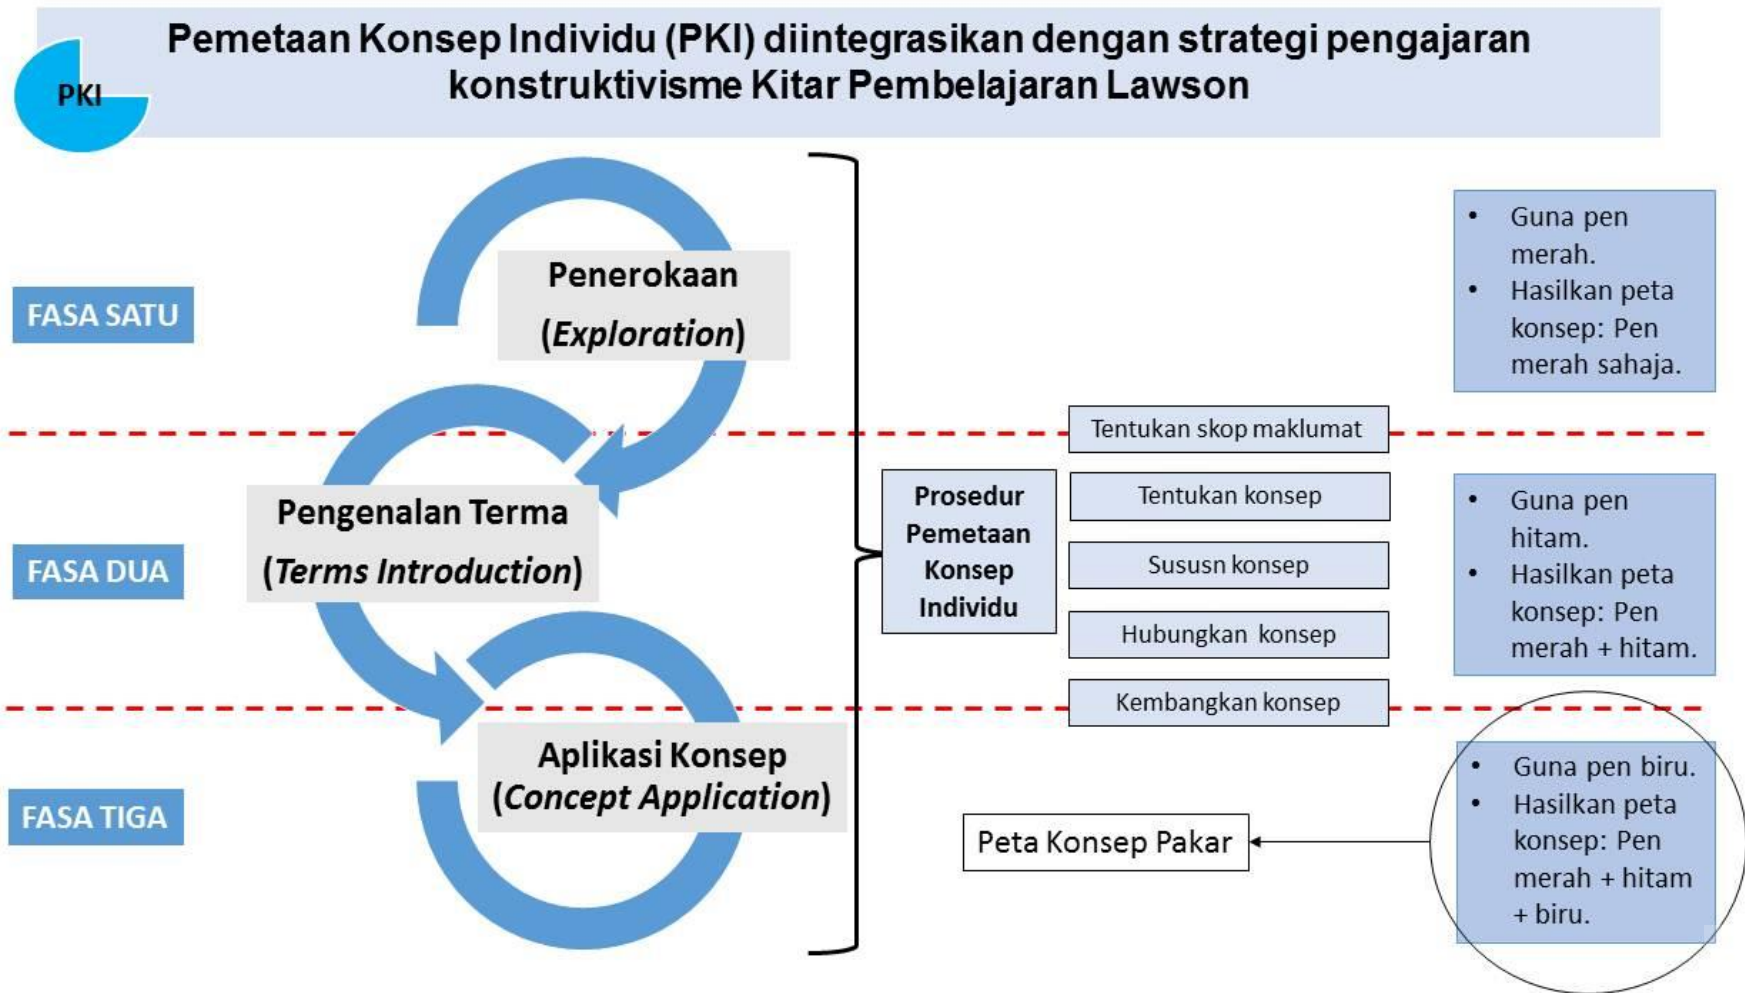 Pemetaan Konsep Individu (PKI) diintegrasikan dengan strategi pengajaran
konstruktivisme Kitar Pembelajaran Lawson
PKI
FASA SATU
Penerokaan
(Exploration)
• Guna pen
merah.
• Hasilkan peta
konsep: Pen
merah sahaja.
FASA DUA
Pengenalan Terma
(Terms Introduction)
Prosedur
Pemetaan
Konsep
Individu
Tentukan skop maklumat
Tentukan konsep
Sususn konsep
Hubungkan konsep
Kembangkan konsep
• Guna pen
hitam.
• Hasilkan peta
konsep: Pen
merah + hitam.
FASA TIGA
Aplikasi Konsep
(Concept Application)
Peta Konsep Pakar
• Guna pen biru.
• Hasilkan peta
konsep: Pen
merah + hitam
+ biru.